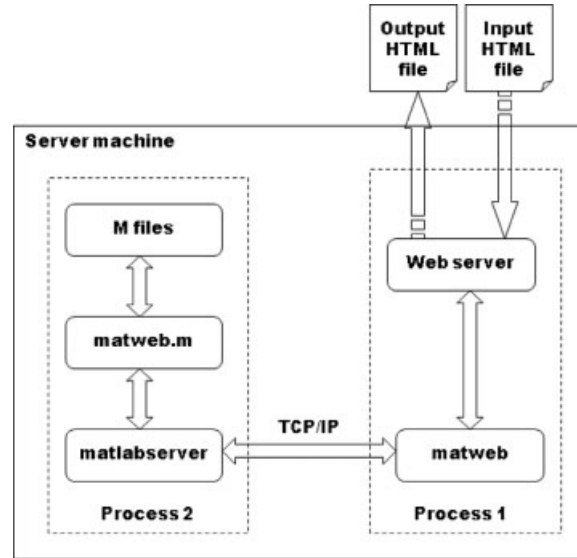 Output
HTML
file
Input
HTML
file
Server machine
M files
Web server
matweb.m
TCP/IP
matlabserver
matweb
Process 2
Process 1